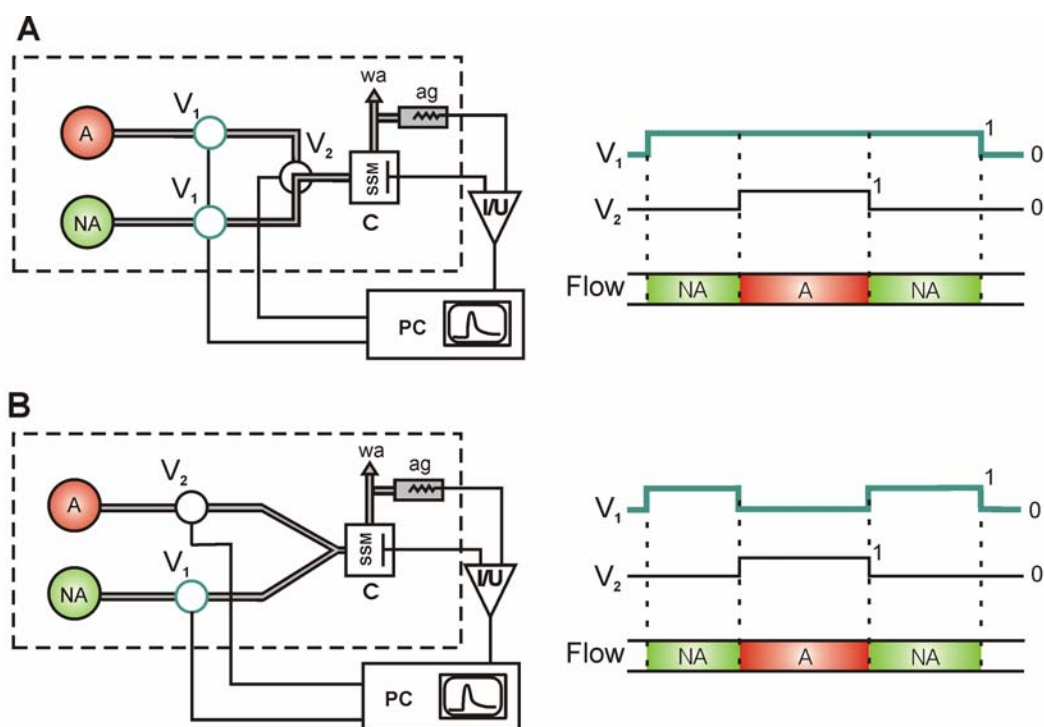 A
wa
ag
V1
A
V2
SSM
V1
NA
C
I/U
PC
1
V1 0
1
V2 0
Flow NA A NA
B
wa
ag
V2
A
SSM
V1
NA
C
I/U
PC
1
V1 0
1
V2 0
Flow NA A NA